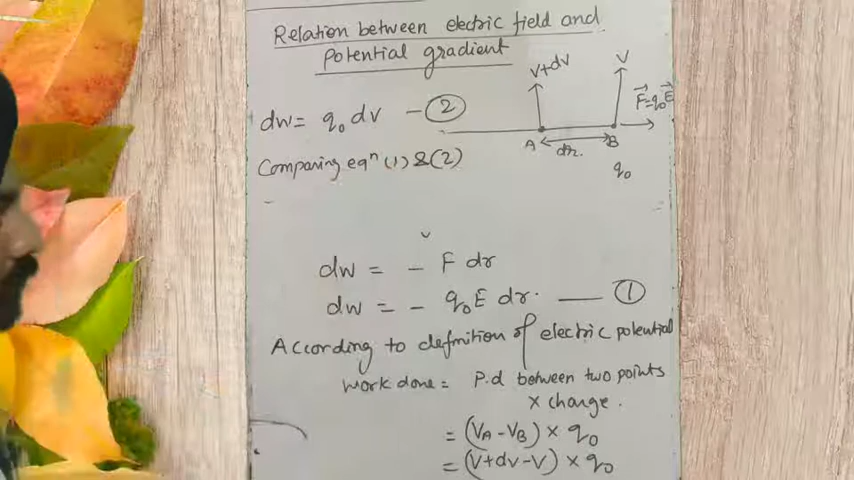 Relation between electric field and
Potential gradient
V+dV
V
F⃗=q₀E⃗
dw = q₀ dv — ②
A
dr.
B
Comparing eqⁿ (1) & (2)
q₀
dw = - F dr
dw = - q₀E dr. — ①
According to definition of electric potential
Work done = P.d between two points
× charge.
= (VA - VB) × q₀
= (V+dv-V) × q₀